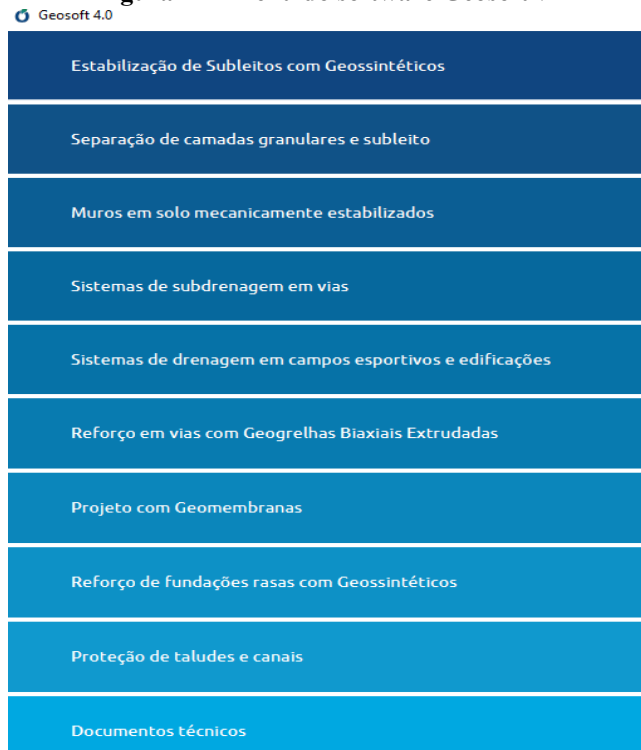 Geosoft 4.0
Estabilização de Subleitos com Geossintéticos
Separação de camadas granulares e subleito
Muros em solo mecanicamente estabilizados
Sistemas de subdrenagem em vias
Sistemas de drenagem em campos esportivos e edificações
Reforço em vias com Geogrelhas Biaxiais Extrudadas
Projeto com Geomembranas
Reforço de fundações rasas com Geossintéticos
Proteção de taludes e canais
Documentos técnicos